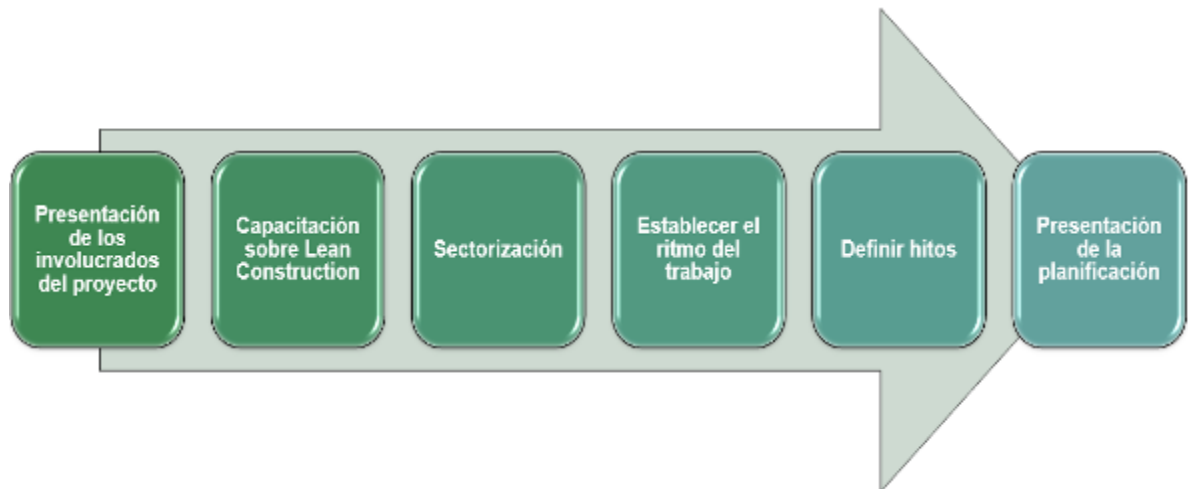 Presentación
de los
involucrados
del proyecto
Capacitación
sobre Lean
Construction
Sectorización
Establecer el
ritmo del
trabajo
Definir hitos
Presentación
de la
planificación